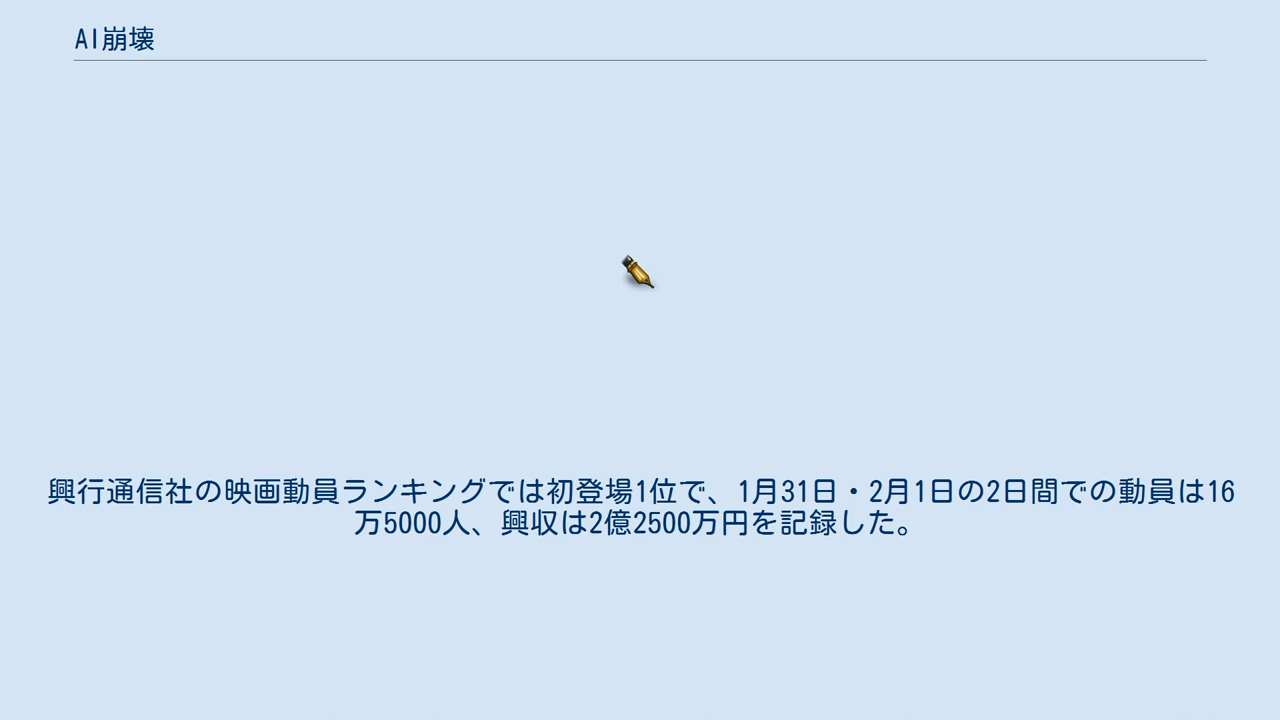 AI崩壊
興行通信社の映画動員ランキングでは初登場1位で、1月31日・2月1日の2日間での動員は16
万5000人、興収は2億2500万円を記録した。